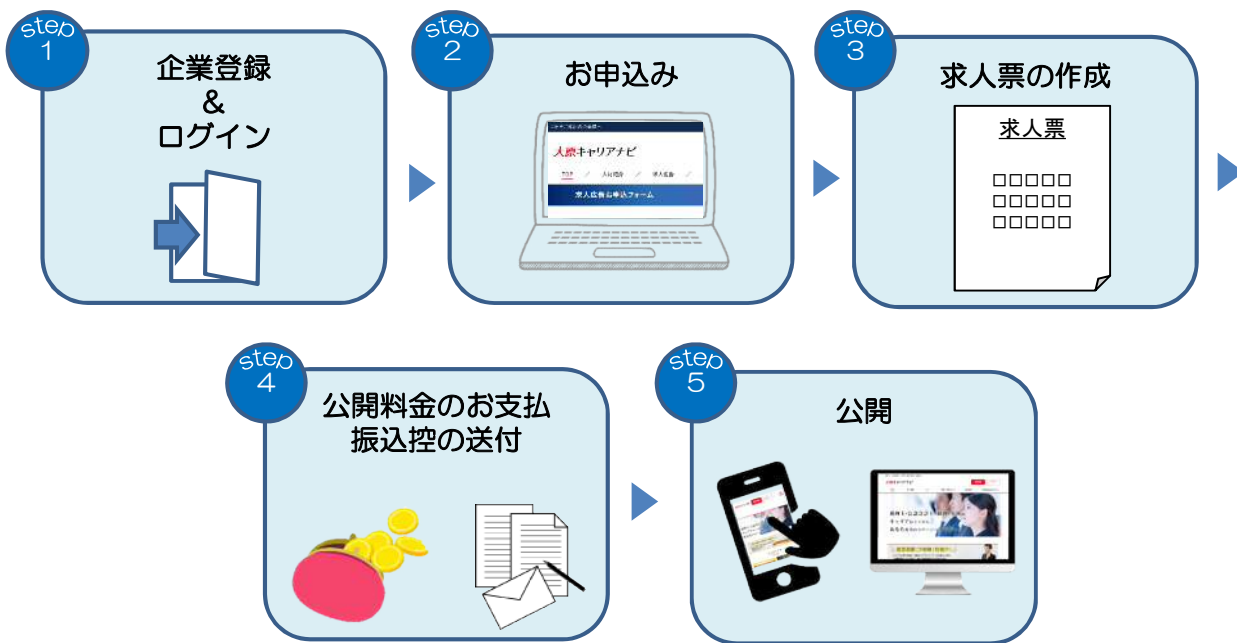 step
1
企業登録
&
ログイン
step
2
お申込み
大原キャリアナビ
TOP
求人広告お申込フォーム
step
3
求人票の作成
求人票
□□□□□
□□□□□
□□□□□
step
4
公開料金のお支払
振込控の送付
step
5
公開